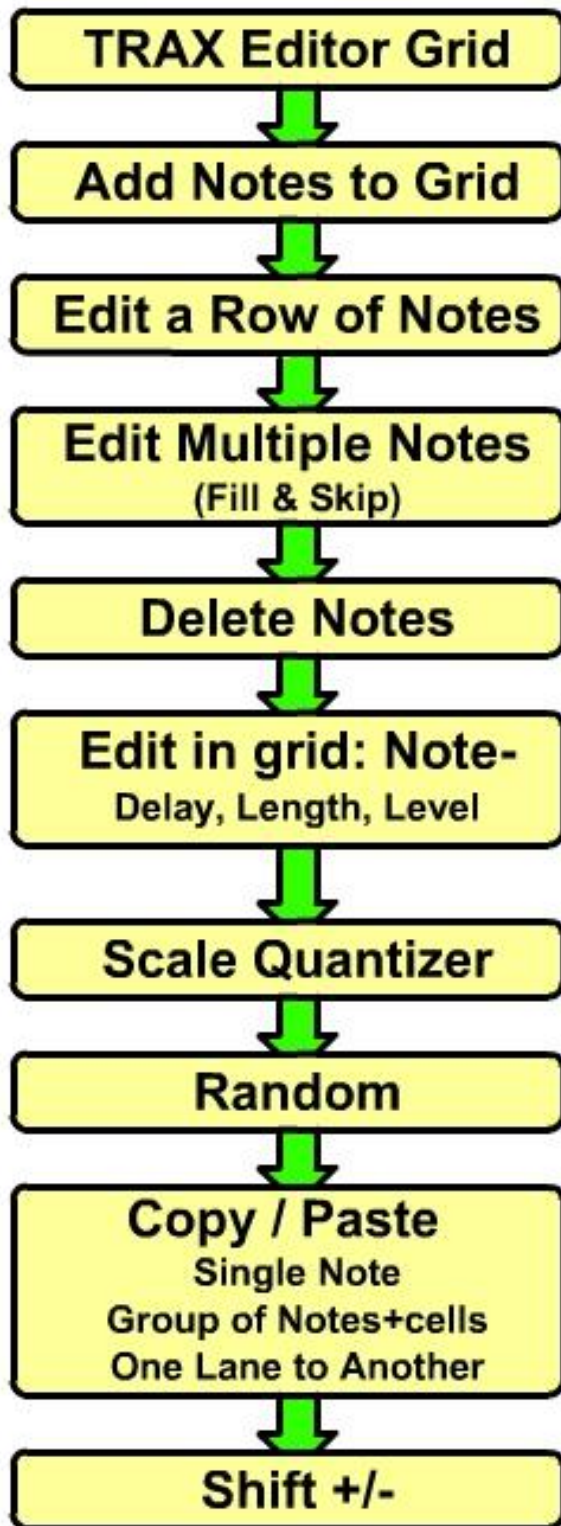 TRAX Editor Grid
Add Notes to Grid
Edit a Row of Notes
Edit Multiple Notes
(Fill & Skip)
Delete Notes
Edit in grid: Note-
Delay, Length, Level
Scale Quantizer
Random
Copy / Paste
Single Note
Group of Notes+cells
One Lane to Another
Shift +/-